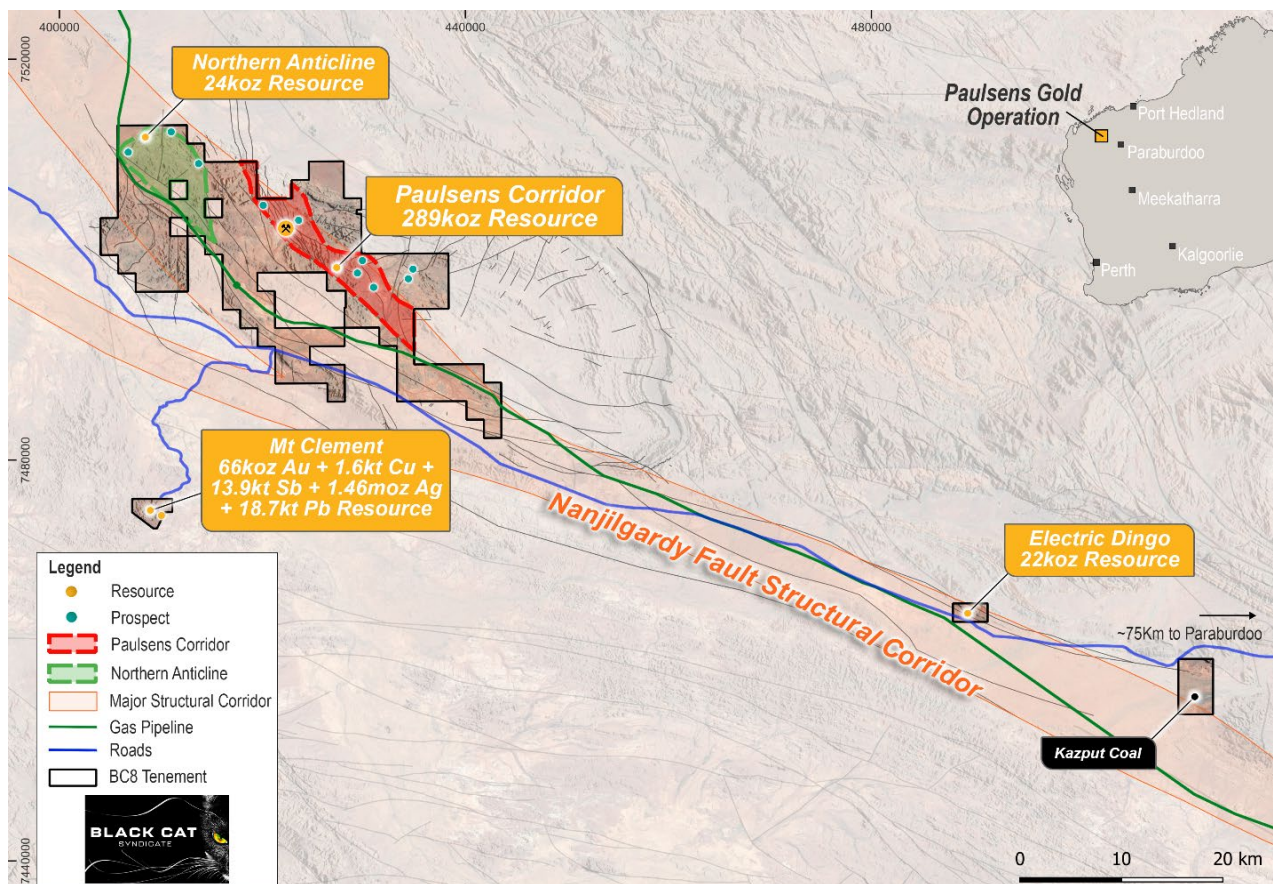 400000
440000
480000
7520000
7480000
7440000
Northern Anticline
24koz Resource
Paulsens Corridor
289koz Resource
Mt Clement
66koz Au + 1.6kt Cu +
13.9kt Sb + 1.46moz Ag
+ 18.7kt Pb Resource
Nanjilgardy Fault Structural Corridor
Electric Dingo
22koz Resource
~75Km to Paraburdoo
Kazput Coal
Paulsens Gold
Operation
Port Hedland
Paraburdoo
Meekatharra
Kalgoorlie
Perth
Legend
Resource
Prospect
Paulsens Corridor
Northern Anticline
Major Structural Corridor
Gas Pipeline
Roads
BC8 Tenement
BLACK CAT
SYNDICATE
0 10 20 km